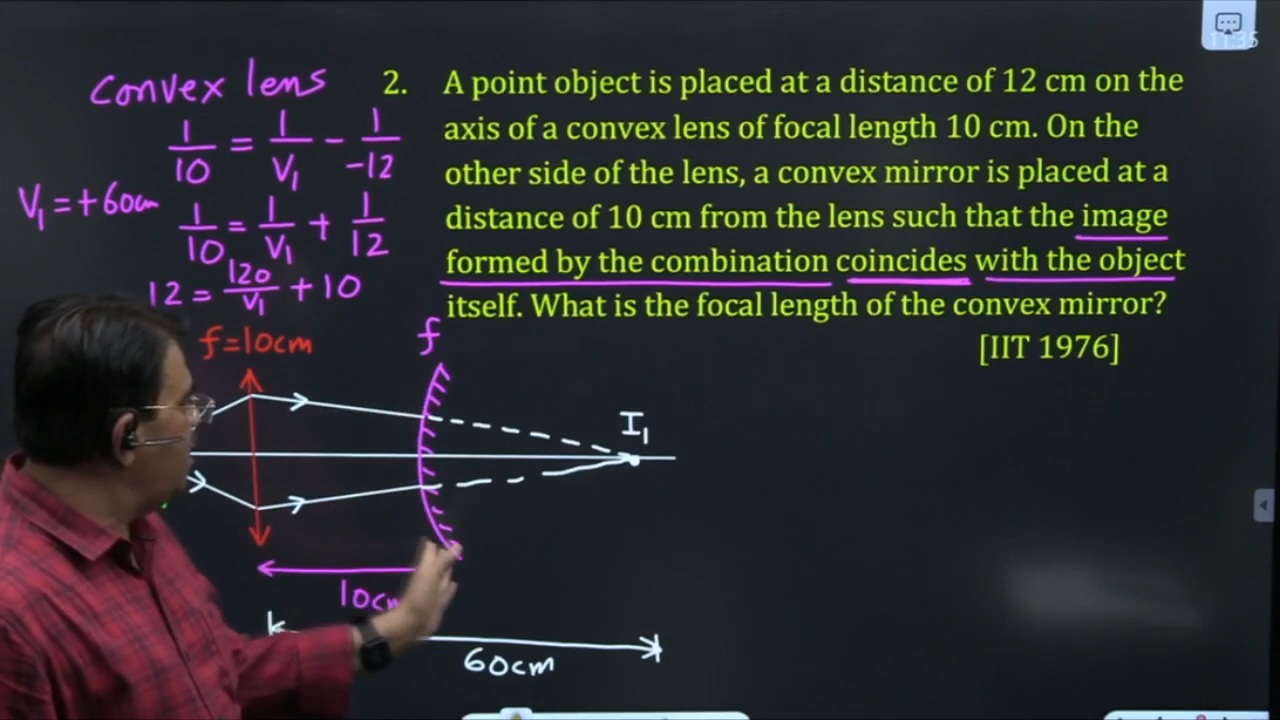 11:35
convex lens
1/10 = 1/V₁ - 1/-12
V₁ = +60cm
1/10 = 1/V₁ + 1/12
12 = 120/V₁ + 10
2. A point object is placed at a distance of 12 cm on the
axis of a convex lens of focal length 10 cm. On the
other side of the lens, a convex mirror is placed at a
distance of 10 cm from the lens such that the image
formed by the combination coincides with the object
itself. What is the focal length of the convex mirror?
[IIT 1976]
f=10cm
f
I₁
10cm
60cm